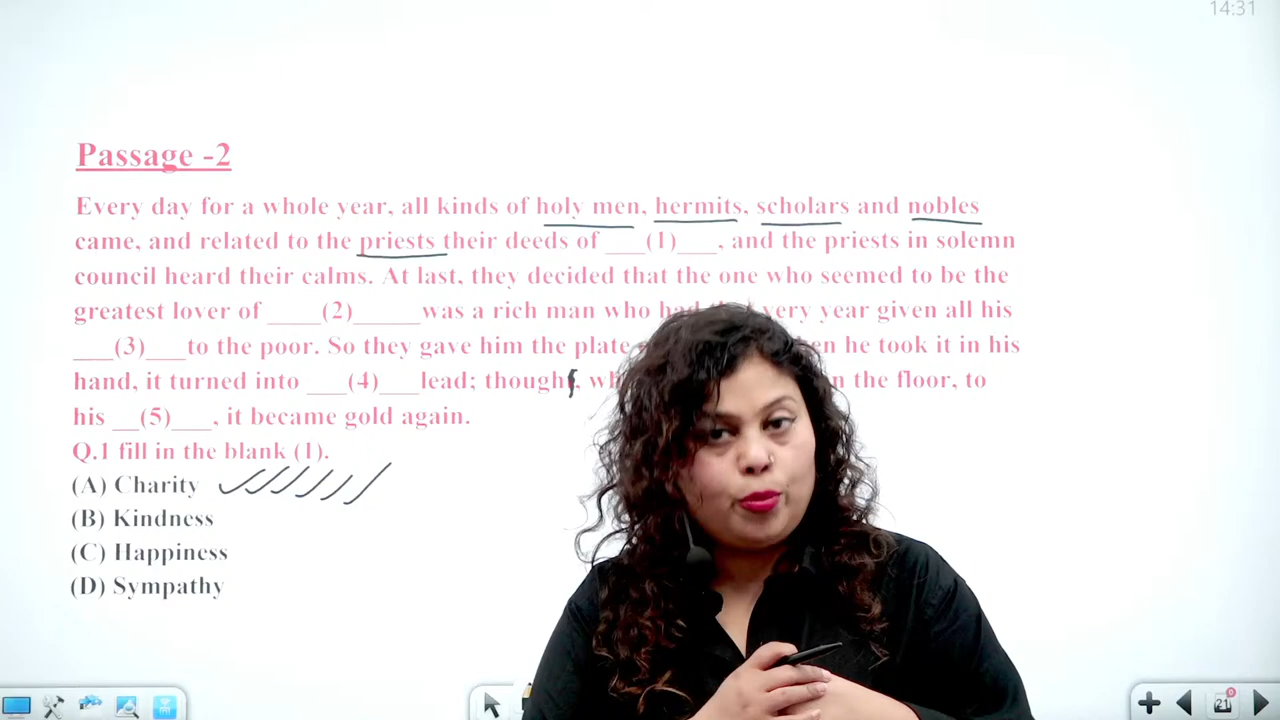 14:31
Passage -2
Every day for a whole year, all kinds of holy men, hermits, scholars and nobles
came, and related to the priests their deeds of ___(1)___, and the priests in solemn
council heard their calms. At last, they decided that the one who seemed to be the
greatest lover of ____(2)_____ was a rich man who had that very year given all his
___(3)___to the poor. So they gave him the plate he took it in his
hand, it turned into ___(4)___lead; though, the floor, to
his __(5)___, it became gold again.
Q.1 fill in the blank (1).
(A) Charity
(B) Kindness
(C) Happiness
(D) Sympathy
21